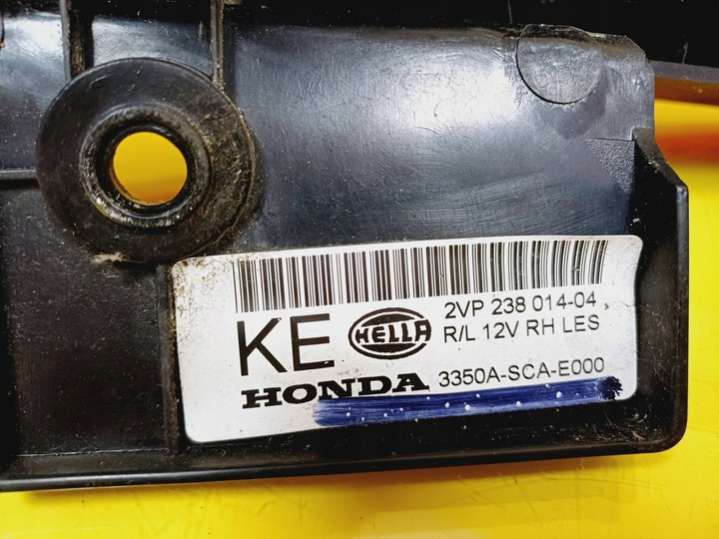 KE
HELLA
2VP 238 014-04
R/L 12V RH LES
HONDA
3350A-SCA-E000